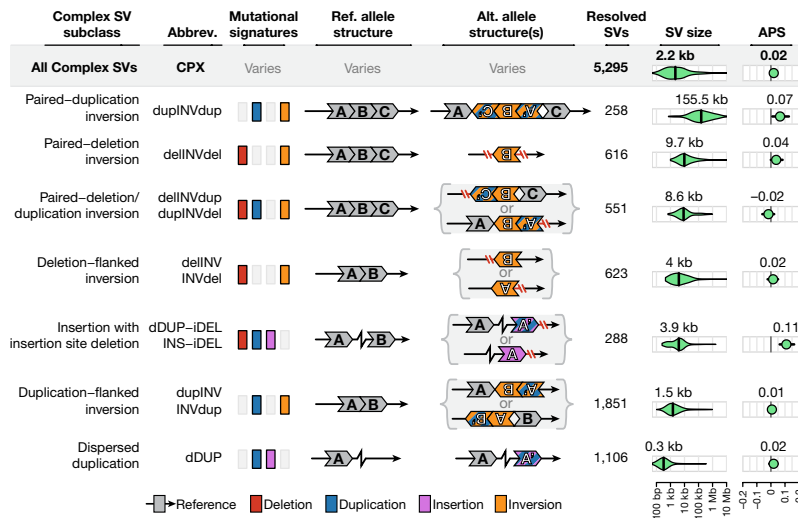 Complex SV subclass Abbrev. Mutational signatures Ref. allele structure Alt. allele structure(s) Resolved SVs SV size APS
All Complex SVs CPX Varies Varies Varies 5,295 2.2 kb 0.02
Paired–duplication inversion dupINVdup A B C A C' B A' C 258 155.5 kb 0.07
Paired–deletion inversion delINVdel A B C B 616 9.7 kb 0.04
Paired–deletion/ duplication inversion delINVdup dupINVdel A B C C' B C or A B A' 551 8.6 kb −0.02
Deletion–flanked inversion delINV INVdel A B B or A 623 4 kb 0.02
Insertion with insertion site deletion dDUP–iDEL INS–iDEL A B A A' or A 288 3.9 kb 0.11
Duplication–flanked inversion dupINV INVdup A B A B A' or B' A B 1,851 1.5 kb 0.01
Dispersed duplication dDUP A A A' 1,106 0.3 kb 0.02
Reference Deletion Duplication Insertion Inversion
100 bp 1 kb 10 kb 100 kb 1 Mb 10 Mb
−0.2 −0.1 0 0.1